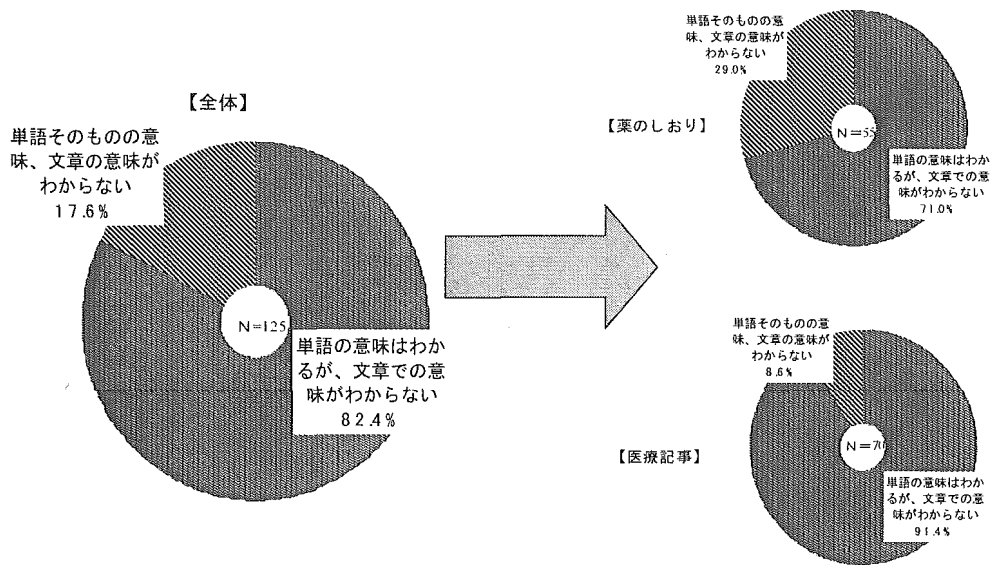 【全体】
単語そのものの意
味、文章の意味が
わからない
17.6%
N=125
単語の意味はわか
るが、文章での意
味がわからない
82.4%
単語そのものの意
味、文章の意味が
わからない
29.0%
【薬のしおり】
N=55
単語の意味はわか
るが、文章での意
味がわからない
71.0%
単語そのものの意
味、文章の意味が
わからない
8.6%
【医療記事】
N=70
単語の意味はわか
るが、文章での意
味がわからない
91.4%